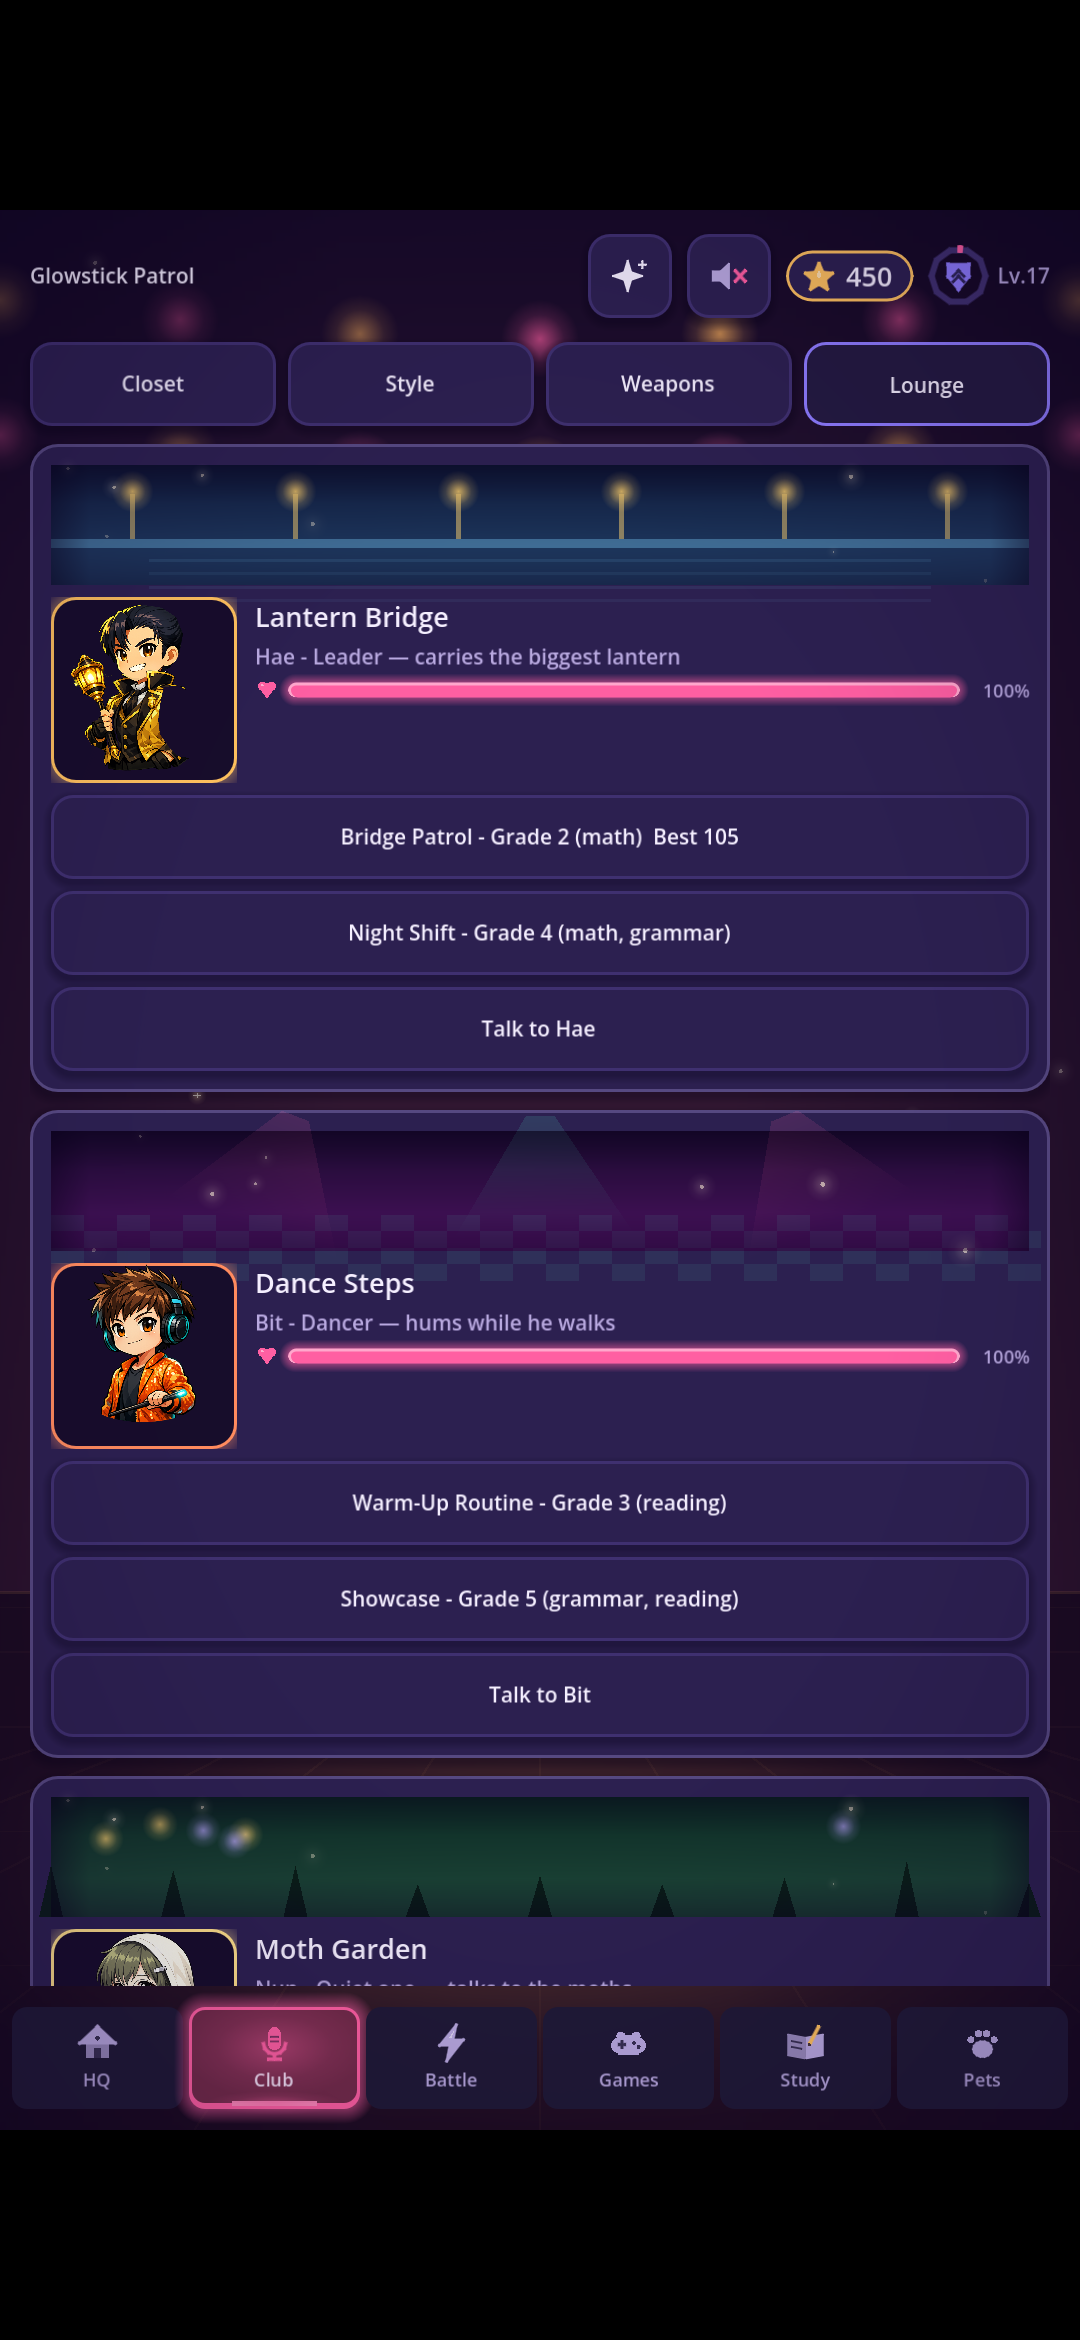 Glowstick Patrol
450
Lv.17
Closet
Style
Weapons
Lounge
Lantern Bridge
Hae - Leader — carries the biggest lantern
100%
Bridge Patrol - Grade 2 (math)  Best 105
Night Shift - Grade 4 (math, grammar)
Talk to Hae
Dance Steps
Bit - Dancer — hums while he walks
100%
Warm-Up Routine - Grade 3 (reading)
Showcase - Grade 5 (grammar, reading)
Talk to Bit
Moth Garden
HQ
Club
Battle
Games
Study
Pets